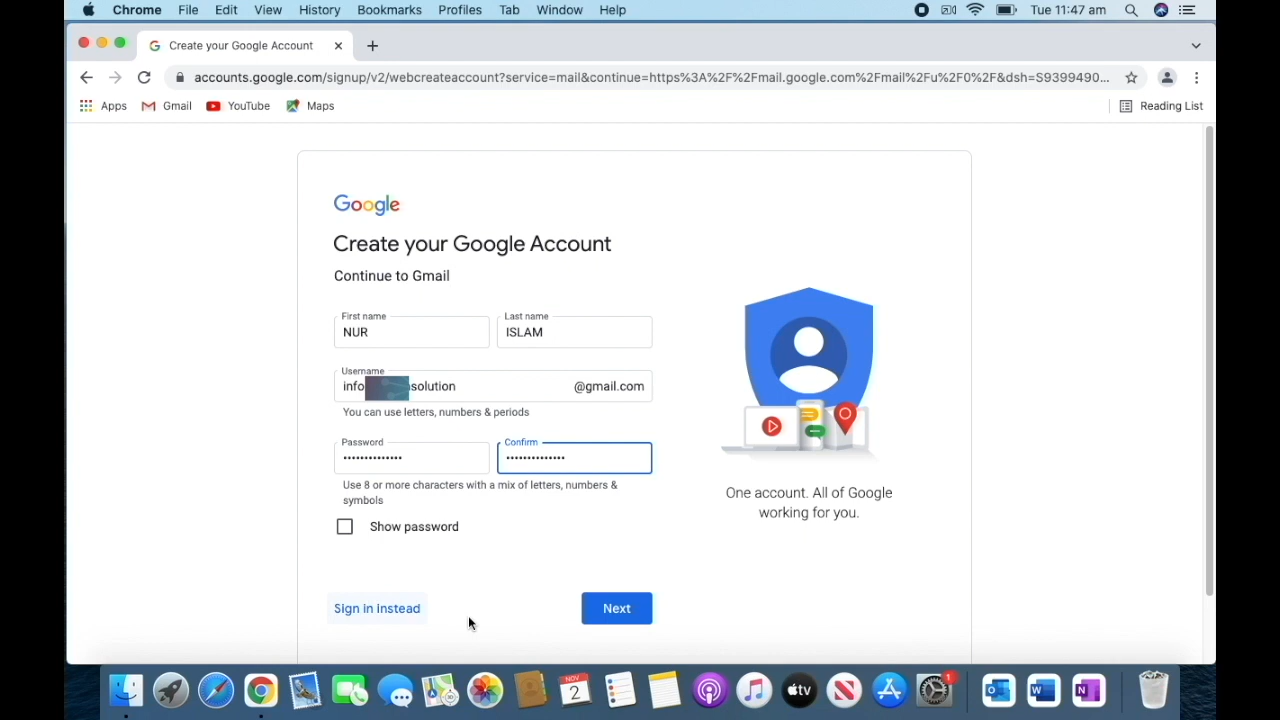 Chrome File Edit View History Bookmarks Profiles Tab Window Help Tue 11:47 am
Create your Google Account
accounts.google.com/signup/v2/webcreateaccount?service=mail&continue=https%3A%2F%2Fmail.google.com%2Fmail%2Fu%2F0%2F&dsh=S9399490...
Apps Gmail YouTube Maps Reading List
Google
Create your Google Account
Continue to Gmail
First name Last name
NUR ISLAM
Username
info solution @gmail.com
You can use letters, numbers & periods
Password Confirm
•••••••••••••• ••••••••••••••
Use 8 or more characters with a mix of letters, numbers &
symbols
Show password
One account. All of Google
working for you.
Sign in instead Next
NOV
2
1
tv